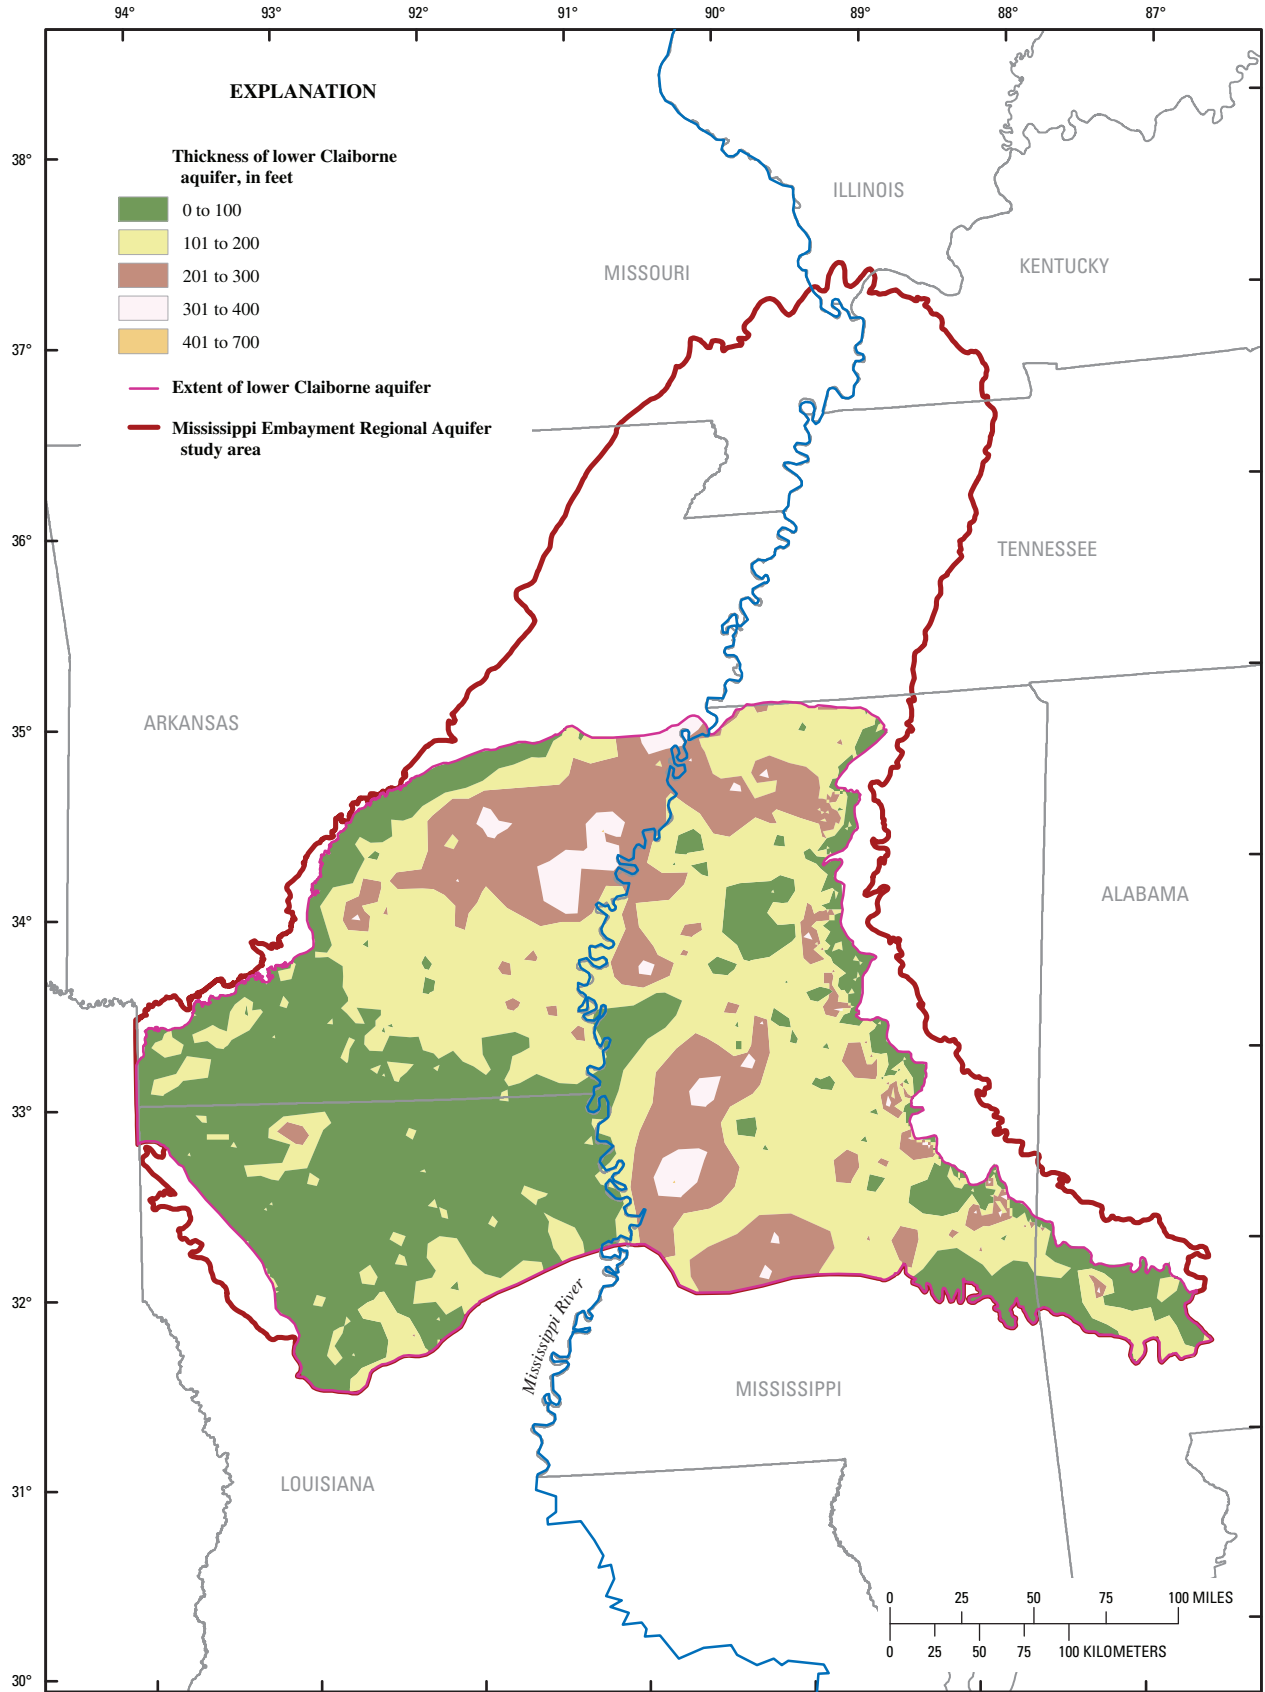 94° 93° 92° 91° 90° 89° 88° 87°
EXPLANATION
Thickness of lower Claiborne
aquifer, in feet
0 to 100
101 to 200
201 to 300
301 to 400
401 to 700
Extent of lower Claiborne aquifer
Mississippi Embayment Regional Aquifer
study area
38°
37°
36°
35°
34°
33°
32°
31°
30°
ILLINOIS
MISSOURI
KENTUCKY
TENNESSEE
ARKANSAS
ALABAMA
Mississippi River
MISSISSIPPI
LOUISIANA
0 25 50 75 100 MILES
0 25 50 75 100 KILOMETERS